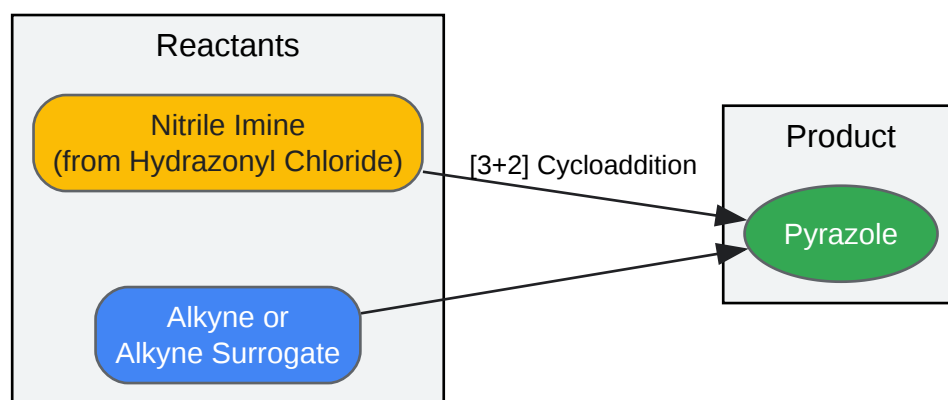 Reactants
Nitrile Imine
(from Hydrazonyl Chloride)
[3+2] Cycloaddition
Product
Pyrazole
Alkyne or
Alkyne Surrogate